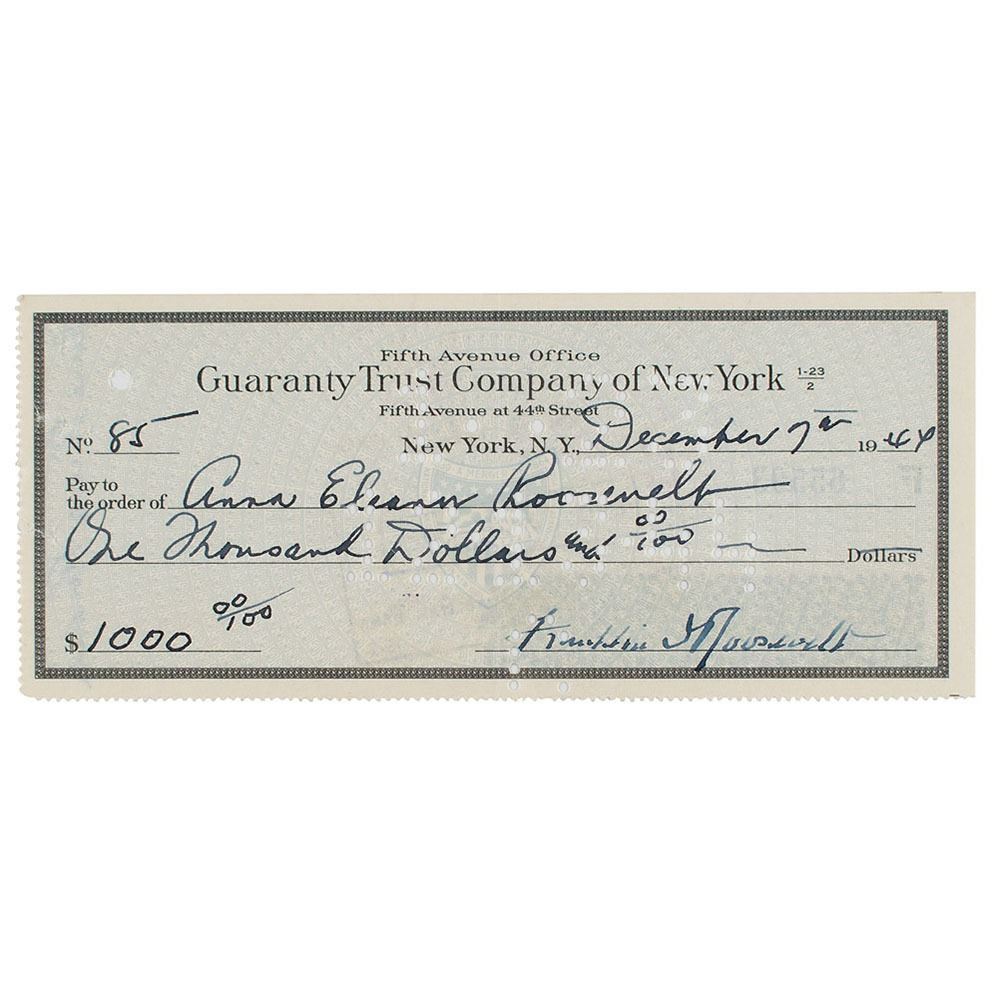 Fifth Avenue Office
Guaranty Trust Company of New York 1-23/2
Fifth Avenue at 44th Street
No. 85 New York, N.Y., December 7th 1944
Pay to the order of Anna Eleanor Roosevelt
One Thousand Dollars and 00/100 Dollars
$ 1000 00/100
Franklin D Roosevelt